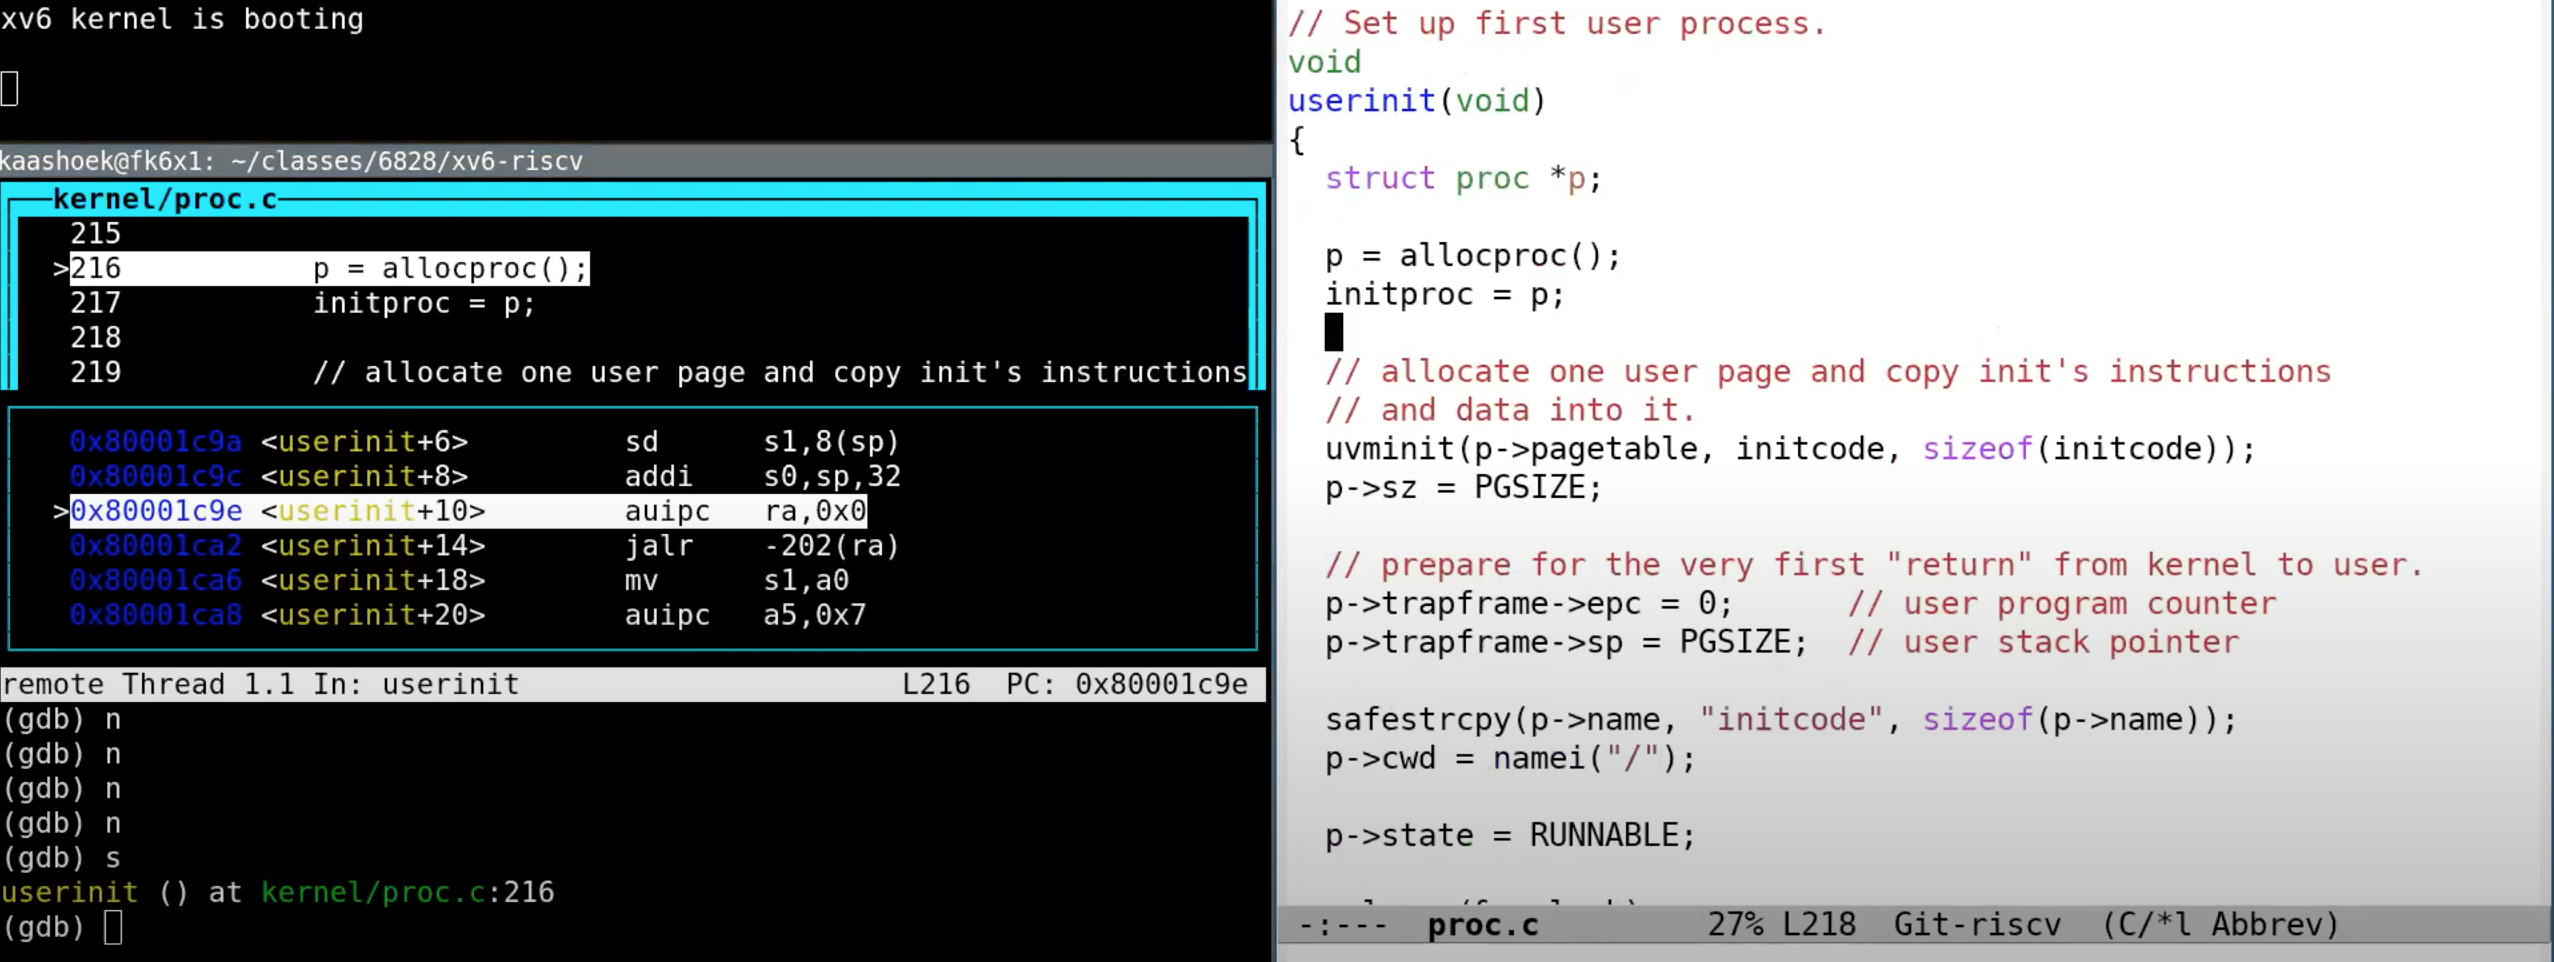 xv6 kernel is booting
kaashoek@fk6x1: ~/classes/6828/xv6-riscv
kernel/proc.c
215
>216 p = allocproc();
217 initproc = p;
218
219 // allocate one user page and copy init's instructions
0x80001c9a <userinit+6> sd s1,8(sp)
0x80001c9c <userinit+8> addi s0,sp,32
>0x80001c9e <userinit+10> auipc ra,0x0
0x80001ca2 <userinit+14> jalr -202(ra)
0x80001ca6 <userinit+18> mv s1,a0
0x80001ca8 <userinit+20> auipc a5,0x7
remote Thread 1.1 In: userinit L216 PC: 0x80001c9e
(gdb) n
(gdb) n
(gdb) n
(gdb) n
(gdb) s
userinit () at kernel/proc.c:216
(gdb)
// Set up first user process.
void
userinit(void)
{
struct proc *p;
p = allocproc();
initproc = p;
// allocate one user page and copy init's instructions
// and data into it.
uvminit(p->pagetable, initcode, sizeof(initcode));
p->sz = PGSIZE;
// prepare for the very first "return" from kernel to user.
p->trapframe->epc = 0; // user program counter
p->trapframe->sp = PGSIZE; // user stack pointer
safestrcpy(p->name, "initcode", sizeof(p->name));
p->cwd = namei("/");
p->state = RUNNABLE;
-:--- proc.c 27% L218 Git-riscv (C/*l Abbrev)